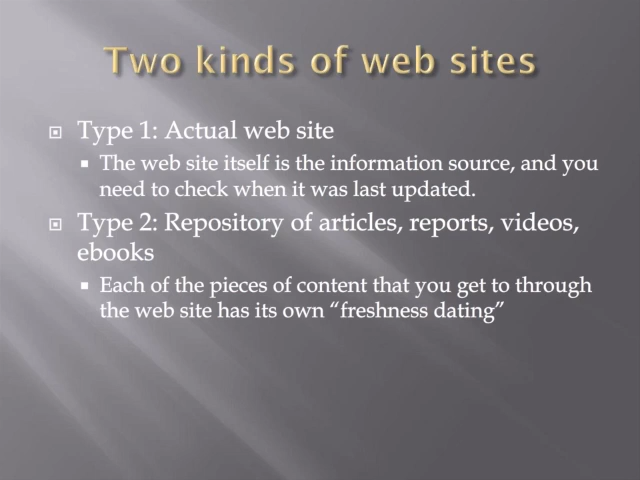 Two kinds of web sites
Type 1: Actual web site
The web site itself is the information source, and you
need to check when it was last updated.
Type 2: Repository of articles, reports, videos,
ebooks
Each of the pieces of content that you get to through
the web site has its own “freshness dating”